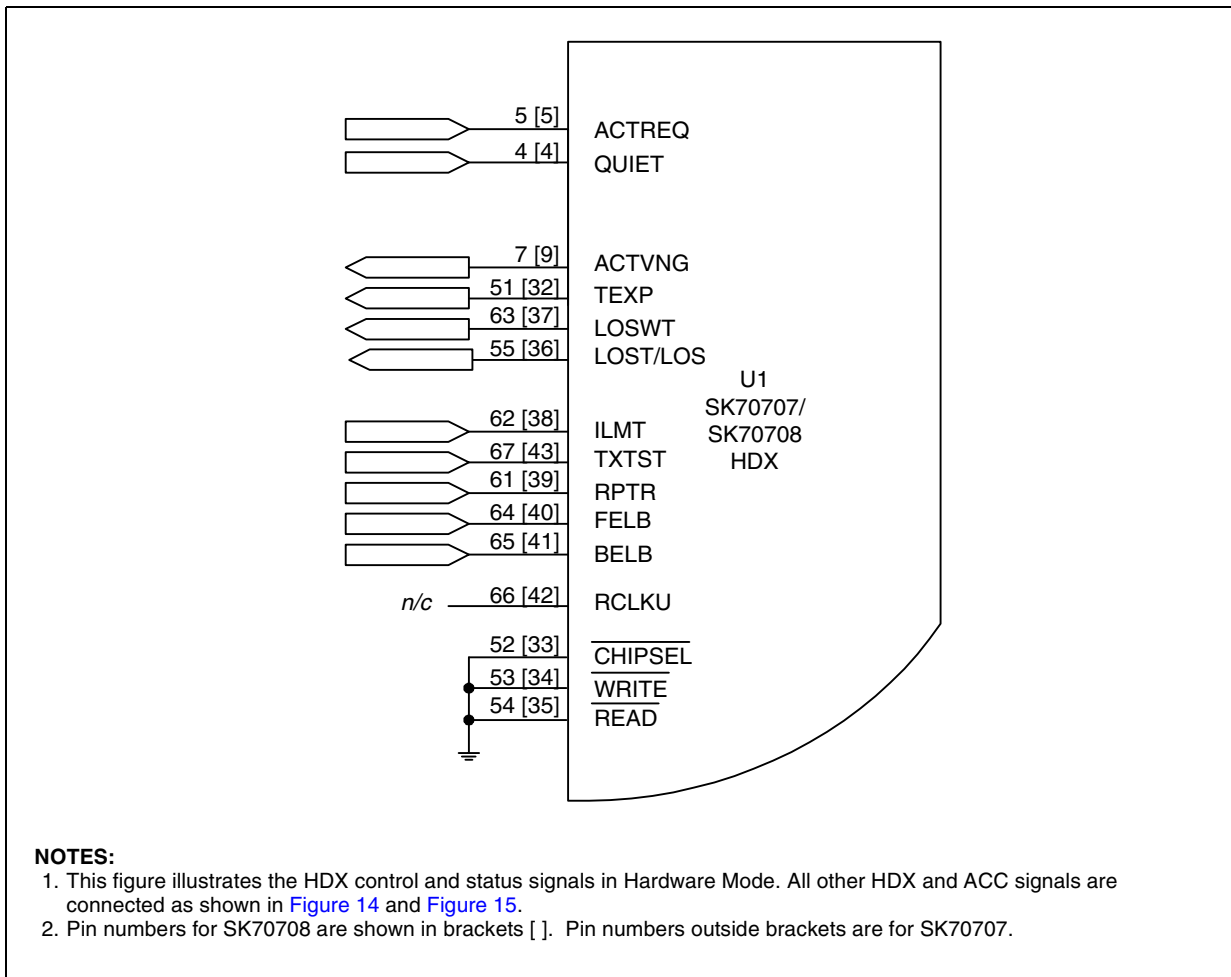 5 [5] ACTREQ
4 [4] QUIET
7 [9] ACTVNG
51 [32] TEXP
63 [37] LOSWT
55 [36] LOST/LOS
U1
SK70707/
SK70708
HDX
62 [38] ILMT
67 [43] TXTST
61 [39] RPTR
64 [40] FELB
65 [41] BELB
n/c 66 [42] RCLKU
52 [33] CHIPSEL
53 [34] WRITE
54 [35] READ
NOTES:
1. This figure illustrates the HDX control and status signals in Hardware Mode. All other HDX and ACC signals are
connected as shown in Figure 14 and Figure 15.
2. Pin numbers for SK70708 are shown in brackets [ ]. Pin numbers outside brackets are for SK70707.